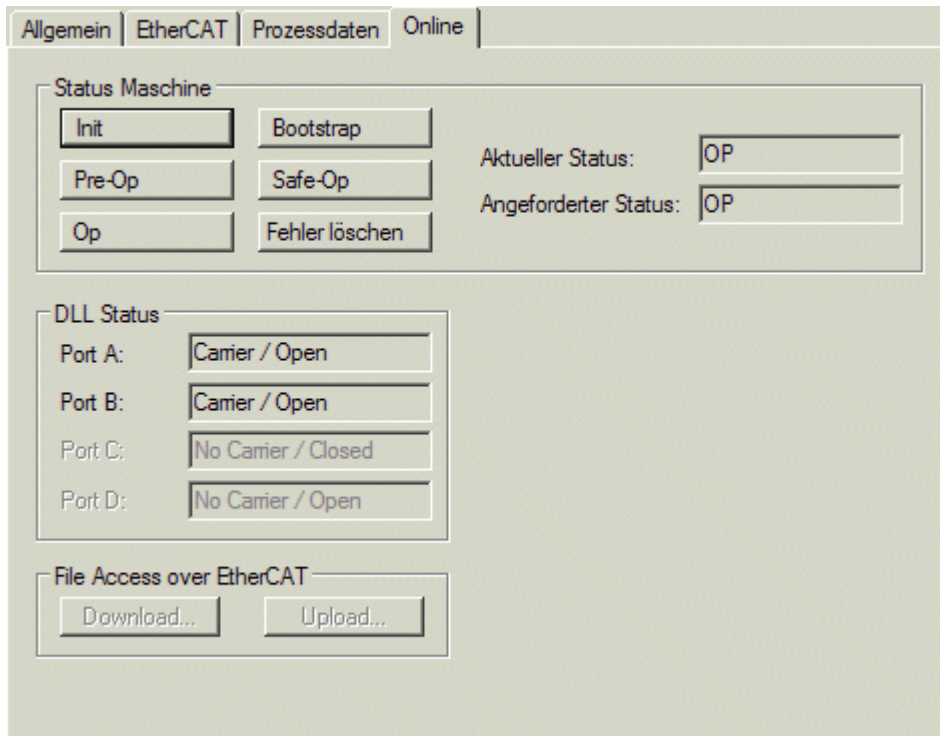 Allgemein EtherCAT Prozessdaten Online
Status Maschine
Init Bootstrap
Pre-Op Safe-Op
Op Fehler löschen
Aktueller Status: OP
Angeforderter Status: OP
DLL Status
Port A: Carrier / Open
Port B: Carrier / Open
Port C: No Carrier / Closed
Port D: No Carrier / Open
File Access over EtherCAT
Download... Upload...